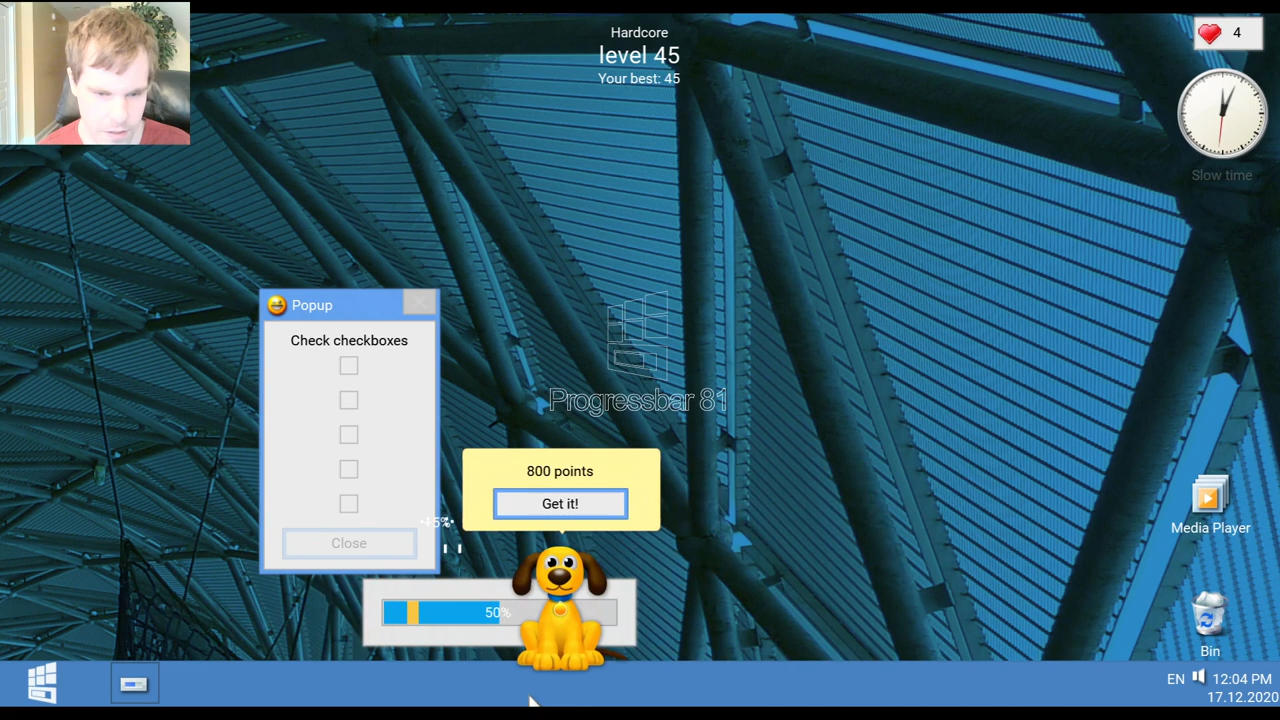 Hardcore
level 45
Your best: 45
4
Slow time
Popup
Check checkboxes
Close
Progressbar 81
800 points
Get it!
50%
Media Player
Bin
EN 12:04 PM
17.12.2020